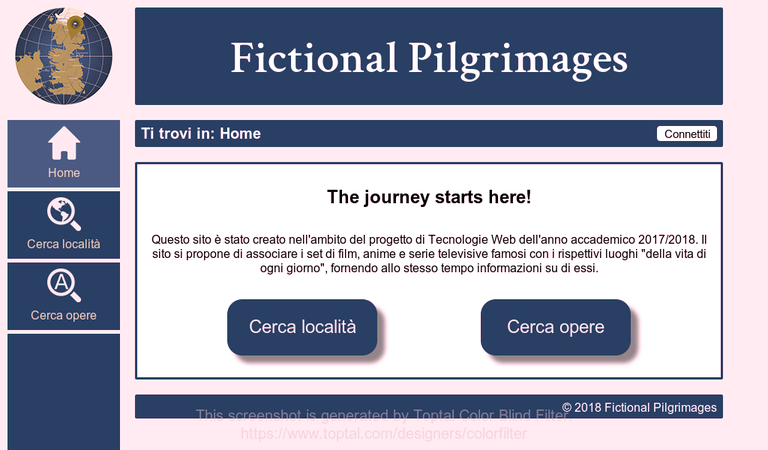 Fictional Pilgrimages
Ti trovi in: Home
Connettiti
Home
Cerca località
Cerca opere
The journey starts here!
Questo sito è stato creato nell'ambito del progetto di Tecnologie Web dell'anno accademico 2017/2018. Il
sito si propone di associare i set di film, anime e serie televisive famosi con i rispettivi luoghi "della vita di
ogni giorno", fornendo allo stesso tempo informazioni su di essi.
Cerca località
Cerca opere
© 2018 Fictional Pilgrimages
This screenshot is generated by Toptal Color Blind Filter
https://www.toptal.com/designers/colorfilter